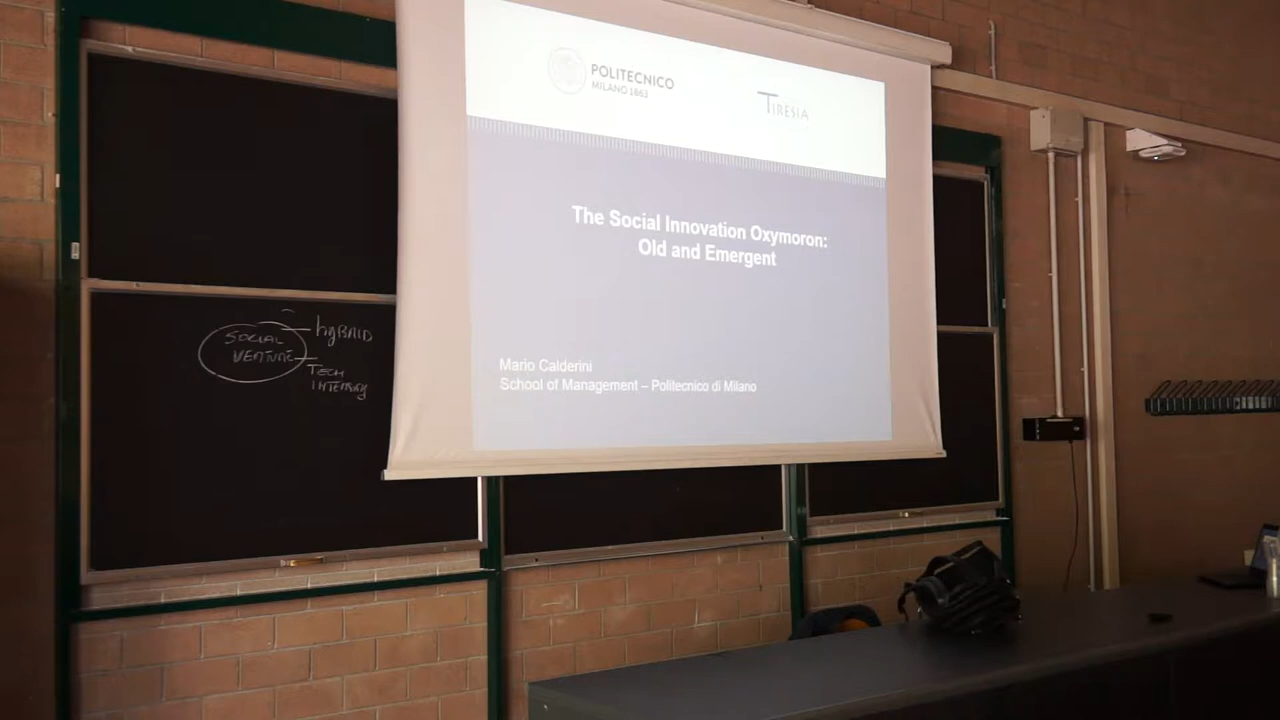 POLITECNICO
MILANO 1863
TIRESIA
The Social Innovation Oxymoron:
Old and Emergent
Mario Calderini
School of Management – Politecnico di Milano
SOCIAL
VENTURE
hyBRID
TECH